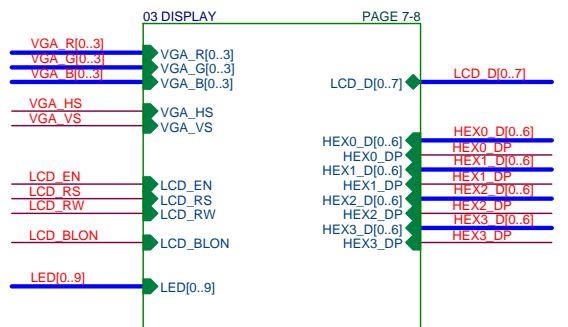 03 DISPLAY PAGE 7-8
VGA_R[0..3] VGA_R[0..3]
VGA_G[0..3] VGA_G[0..3]
VGA_B[0..3] VGA_B[0..3]
LCD_D[0..7] LCD_D[0..7]
VGA_HS VGA_HS
VGA_VS VGA_VS
HEX0_D[0..6] HEX0_D[0..6]
HEX0_DP HEX0_DP
HEX1_D[0..6] HEX1_D[0..6]
LCD_EN LCD_EN HEX1_DP HEX1_DP
LCD_RS LCD_RS HEX2_D[0..6] HEX2_D[0..6]
LCD_RW LCD_RW HEX2_DP HEX2_DP
HEX3_D[0..6] HEX3_D[0..6]
LCD_BLON LCD_BLON HEX3_DP HEX3_DP
LED[0..9] LED[0..9]